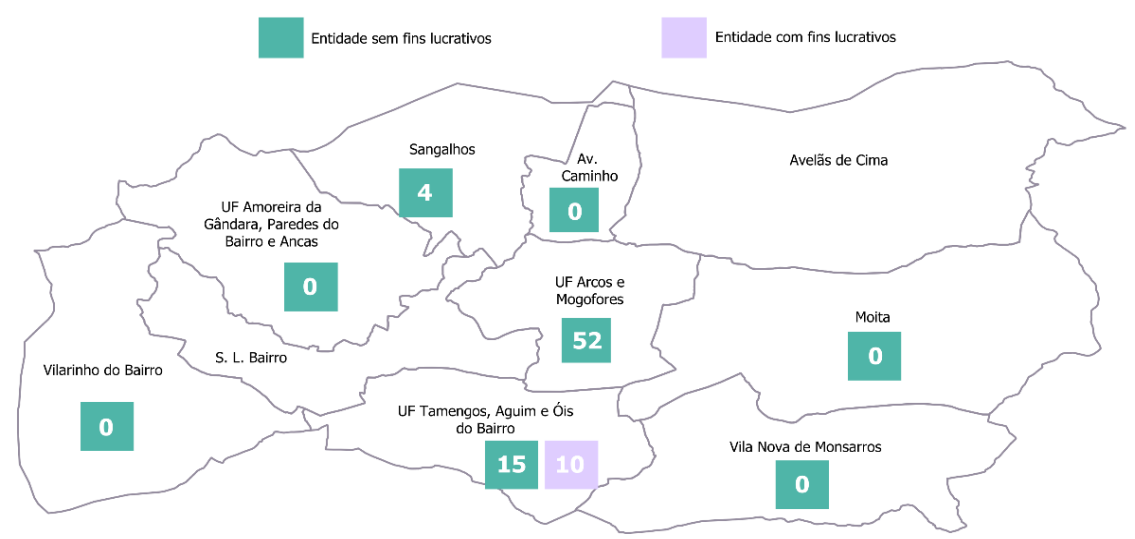 Entidade sem fins lucrativos
Entidade com fins lucrativos
Sangalhos
4
Av.
Caminho
0
Avelãs de Cima
UF Amoreira da
Gândara, Paredes do
Bairro e Ancas
0
UF Arcos e
Mogofores
52
Moita
0
S. L. Bairro
Vilarinho do Bairro
0
UF Tamengos, Aguim e Óis
do Bairro
15 10
Vila Nova de Monsarros
0